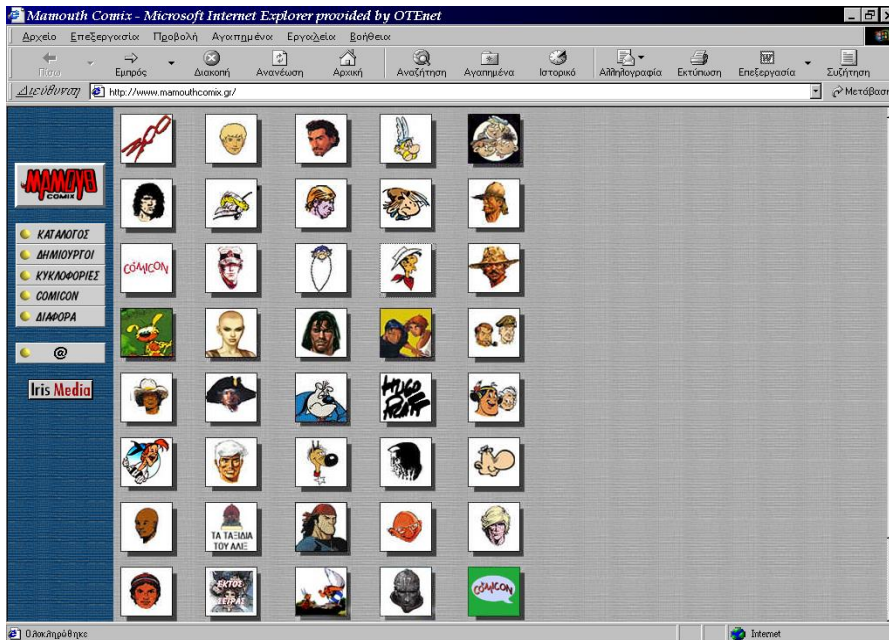 Mamouth Comix - Microsoft Internet Explorer provided by OTEnet
Αρχείο Επεξεργασία Προβολή Αγαπημένα Εργαλεία Βοήθεια
Πίσω Εμπρός Διακοπή Ανανέωση Αρχική Αναζήτηση Αγαπημένα Ιστορικό Αλληλογραφία Εκτύπωση Επεξεργασία Συζήτηση
Διεύθυνση http://www.mamouthcomix.gr/ Μετάβαση
300
ΜΑΜΟΥΘ
COMIX
ΚΑΤΑΛΟΓΟΣ
ΔΗΜΙΟΥΡΓΟΙ
ΚΥΚΛΟΦΟΡΙΕΣ
COMICON
ΔΙΑΦΟΡΑ
@
Iris Media
COMICON
HUGO
PRATT
ΤΑ ΤΑΞΙΔΙΑ
ΤΟΥ ΑΛΙΞ
ΕΚΤΟΣ
ΣΕΙΡΑΣ
COMICON
Ολοκληρώθηκε Internet